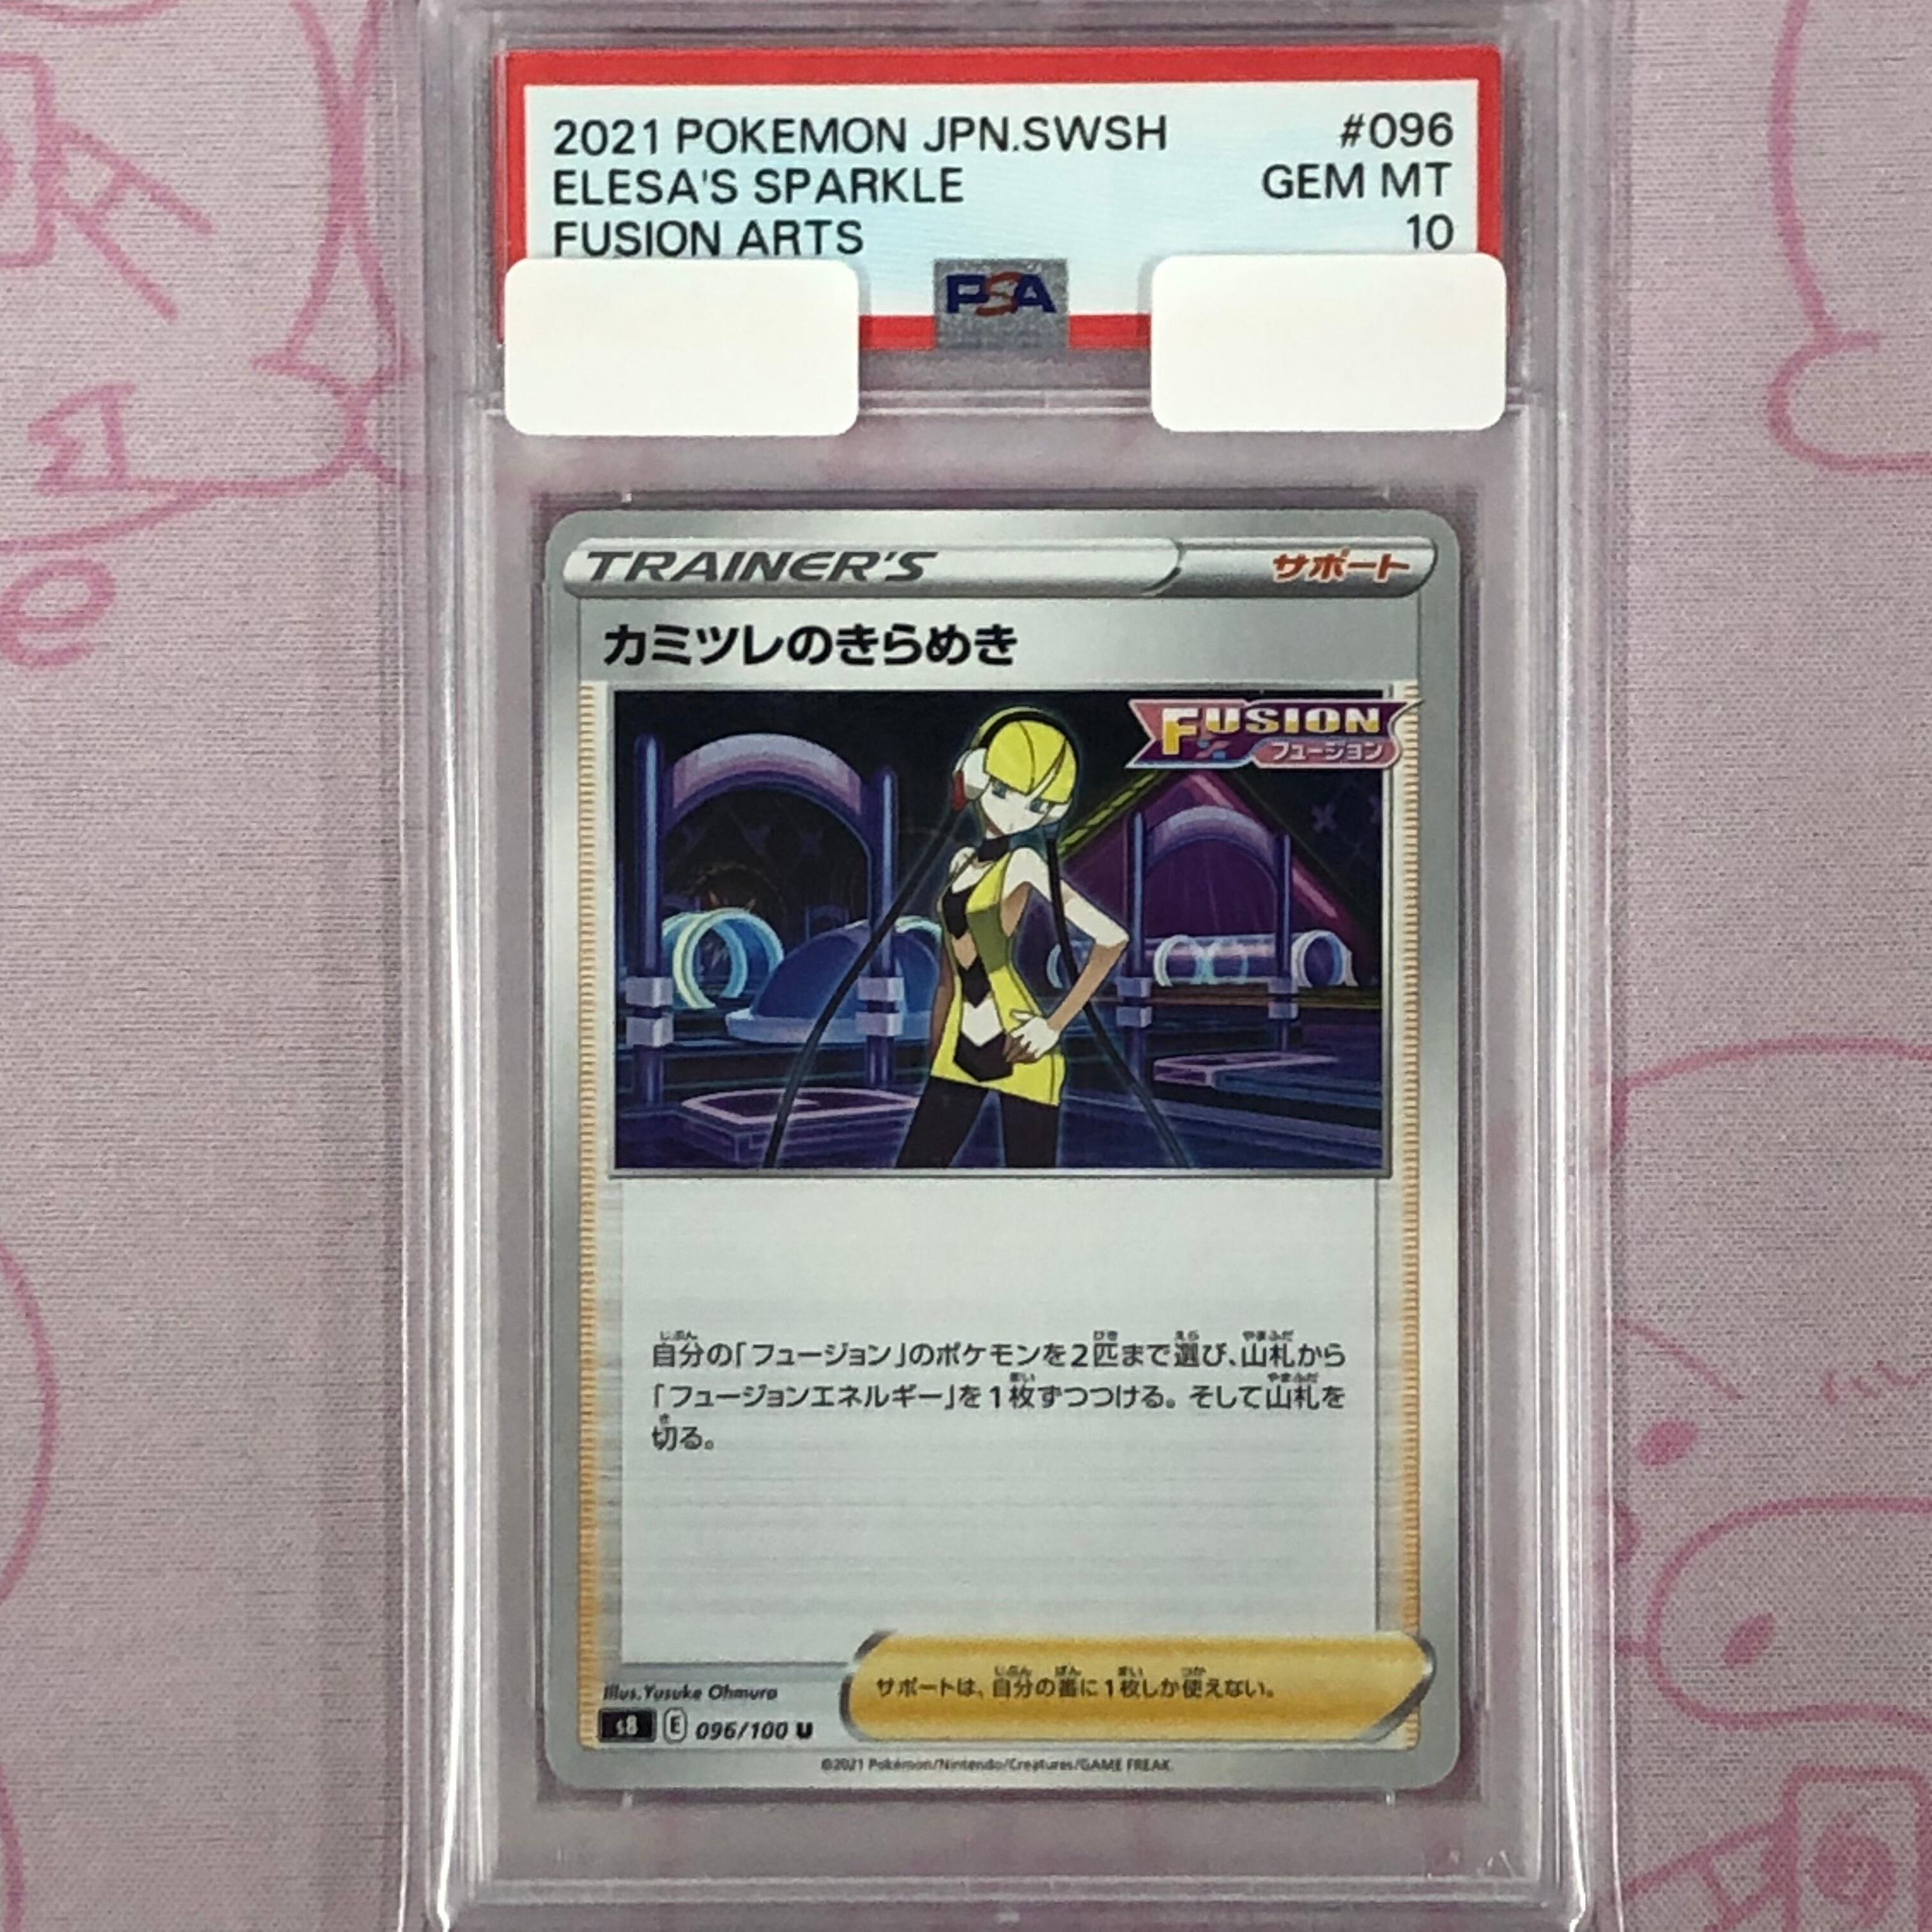 2021 POKEMON JPN.SWSH #096
ELESA'S SPARKLE GEM MT
FUSION ARTS 10
PSA
TRAINER'S サポート
カミツレのきらめき
FUSION
フュージョン
自分の「フュージョン」のポケモンを2匹まで選び、山札から
「フュージョンエネルギー」を1枚ずつつける。そして山札を
切る。
サポートは、自分の番に1枚しか使えない。
Illus.Yusuke Ohmura
s8 E 096/100 U
©2021 Pokémon/Nintendo/Creatures/GAME FREAK.